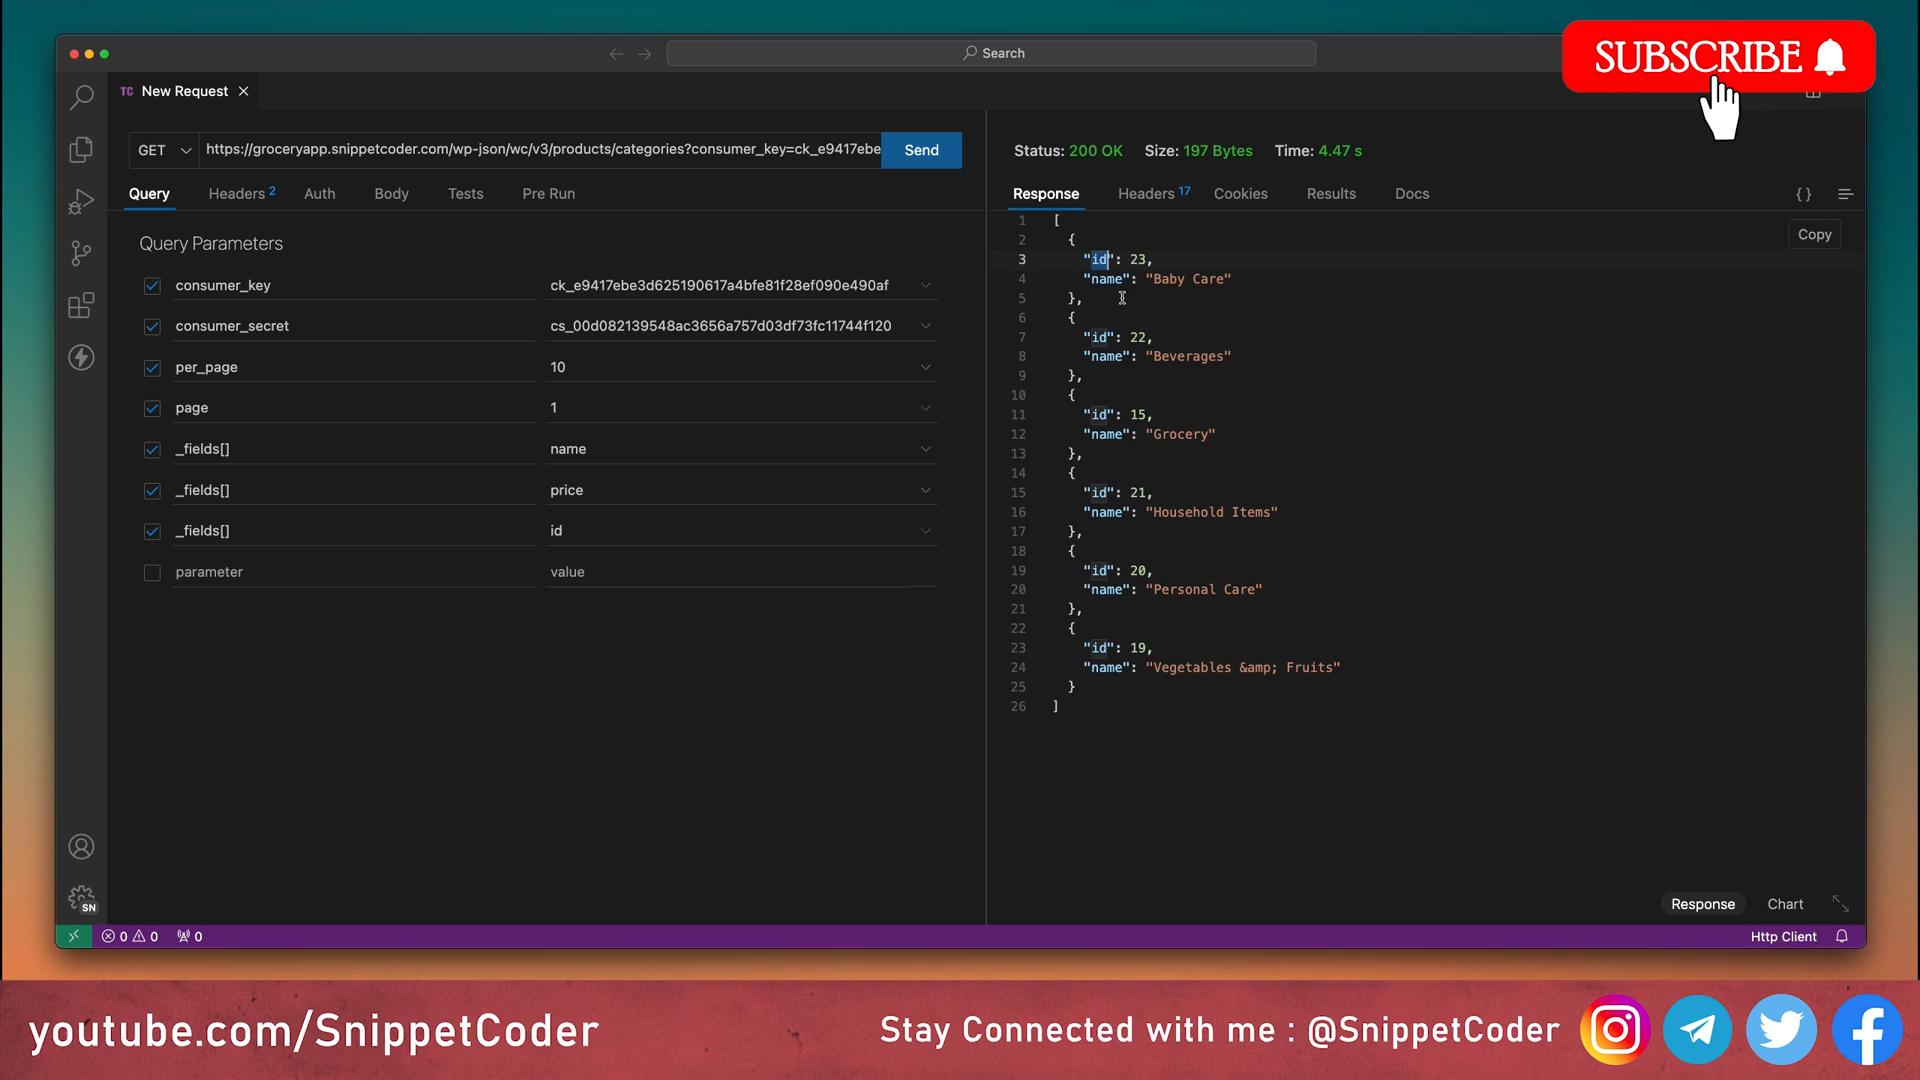 Search
SUBSCRIBE
TC New Request
GET https://groceryapp.snippetcoder.com/wp-json/wc/v3/products/categories?consumer_key=ck_e9417ebe Send
Status: 200 OK Size: 197 Bytes Time: 4.47 s
Query Headers 2 Auth Body Tests Pre Run
Response Headers 17 Cookies Results Docs {}
Query Parameters
consumer_key ck_e9417ebe3d625190617a4bfe81f28ef090e490af
consumer_secret cs_00d082139548ac3656a757d03df73fc11744f120
per_page 10
page 1
_fields[] name
_fields[] price
_fields[] id
parameter value
Copy
1 [
2 {
3 "id": 23,
4 "name": "Baby Care"
5 },
6 {
7 "id": 22,
8 "name": "Beverages"
9 },
10 {
11 "id": 15,
12 "name": "Grocery"
13 },
14 {
15 "id": 21,
16 "name": "Household Items"
17 },
18 {
19 "id": 20,
20 "name": "Personal Care"
21 },
22 {
23 "id": 19,
24 "name": "Vegetables &amp; Fruits"
25 }
26 ]
Response Chart
SN
0 0 0
Http Client
youtube.com/SnippetCoder
Stay Connected with me : @SnippetCoder